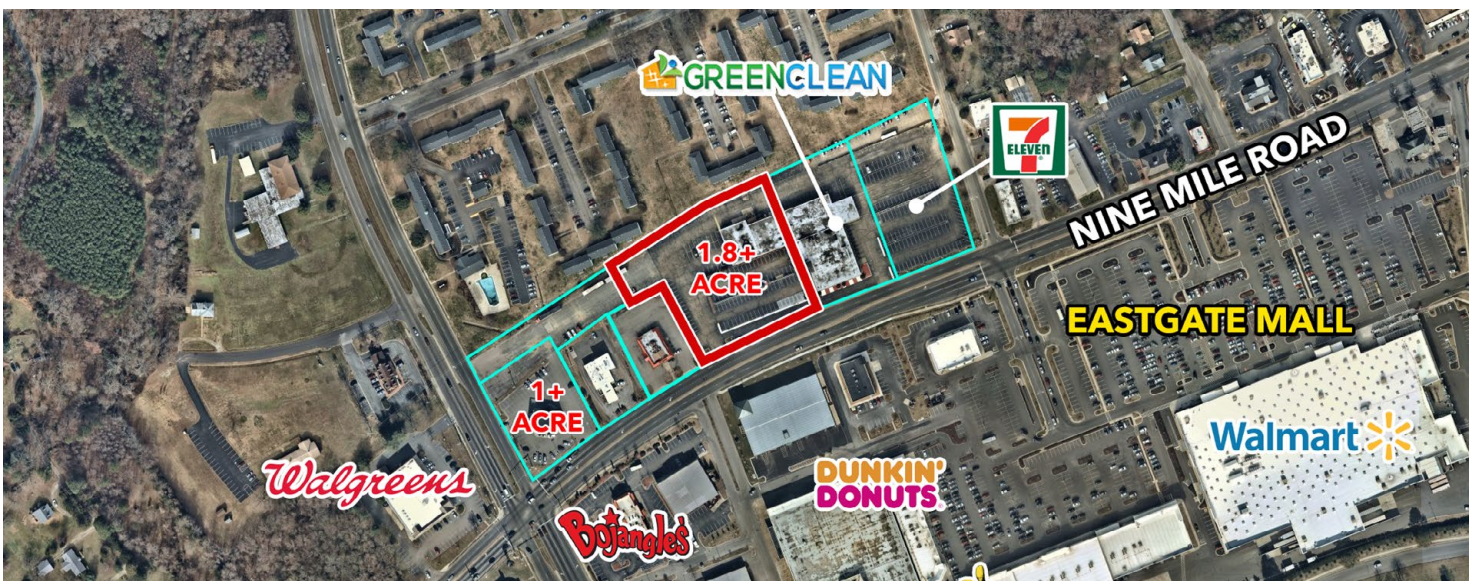 GREENCLEAN
7
ELEVEN
NINE MILE ROAD
1.8+
ACRE
EASTGATE MALL
1+
ACRE
Walmart
Walgreens
DUNKIN'
DONUTS
Bojangles